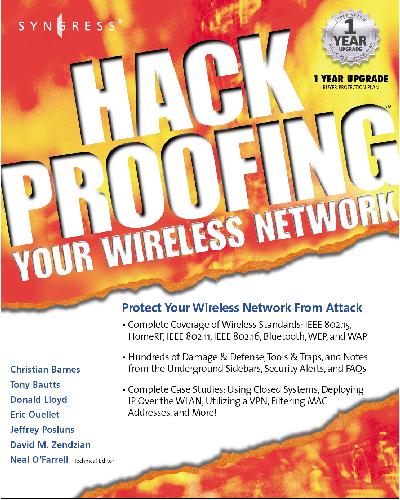 SYNGRESS®
1 YEAR UPGRADE
1 YEAR UPGRADE
BUYER PROTECTION PLAN
HACK
PROOFING™
YOUR WIRELESS NETWORK
Protect Your Wireless Network From Attack
• Complete Coverage of Wireless Standards: IEEE 802.15,
HomeRF, IEEE 802.11, IEEE 802.16, Bluetooth, WEP, and WAP
• Hundreds of Damage & Defense, Tools & Traps, and Notes
from the Underground Sidebars, Security Alerts, and FAQs
• Complete Case Studies: Using Closed Systems, Deploying
IP Over the WLAN, Utilizing a VPN, Filtering MAC
Addresses, and More!
Christian Barnes
Tony Bautts
Donald Lloyd
Eric Ouellet
Jeffrey Posluns
David M. Zendzian
Neal O'Farrell Technical Editor